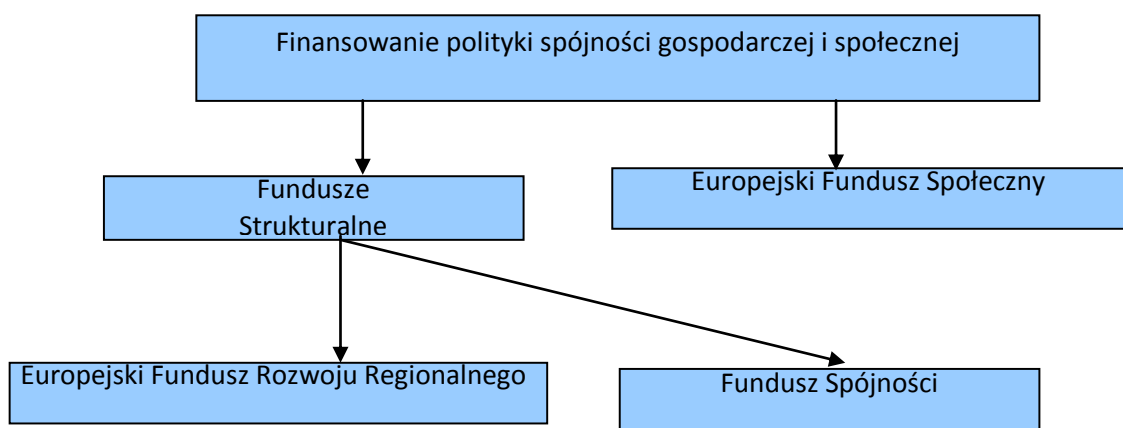 Finansowanie polityki spójności gospodarczej i społecznej
Fundusze
Strukturalne
Europejski Fundusz Społeczny
Europejski Fundusz Rozwoju Regionalnego
Fundusz Spójności